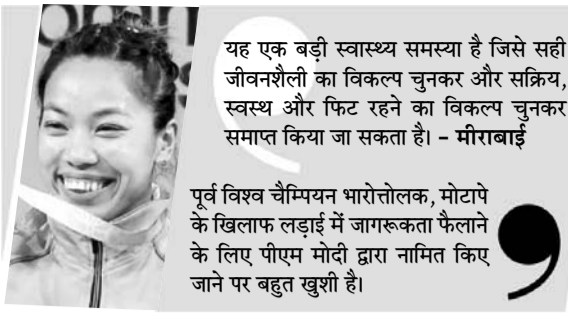 यह एक बड़ी स्वास्थ्य समस्या है जिसे सही
जीवनशैली का विकल्प चुनकर और सक्रिय,
स्वस्थ और फिट रहने का विकल्प चुनकर
समाप्त किया जा सकता है। – मीराबाई
पूर्व विश्व चैम्पियन भारोत्तोलक, मोटापे
के खिलाफ लड़ाई में जागरूकता फैलाने
के लिए पीएम मोदी द्वारा नामित किए
जाने पर बहुत खुशी है।